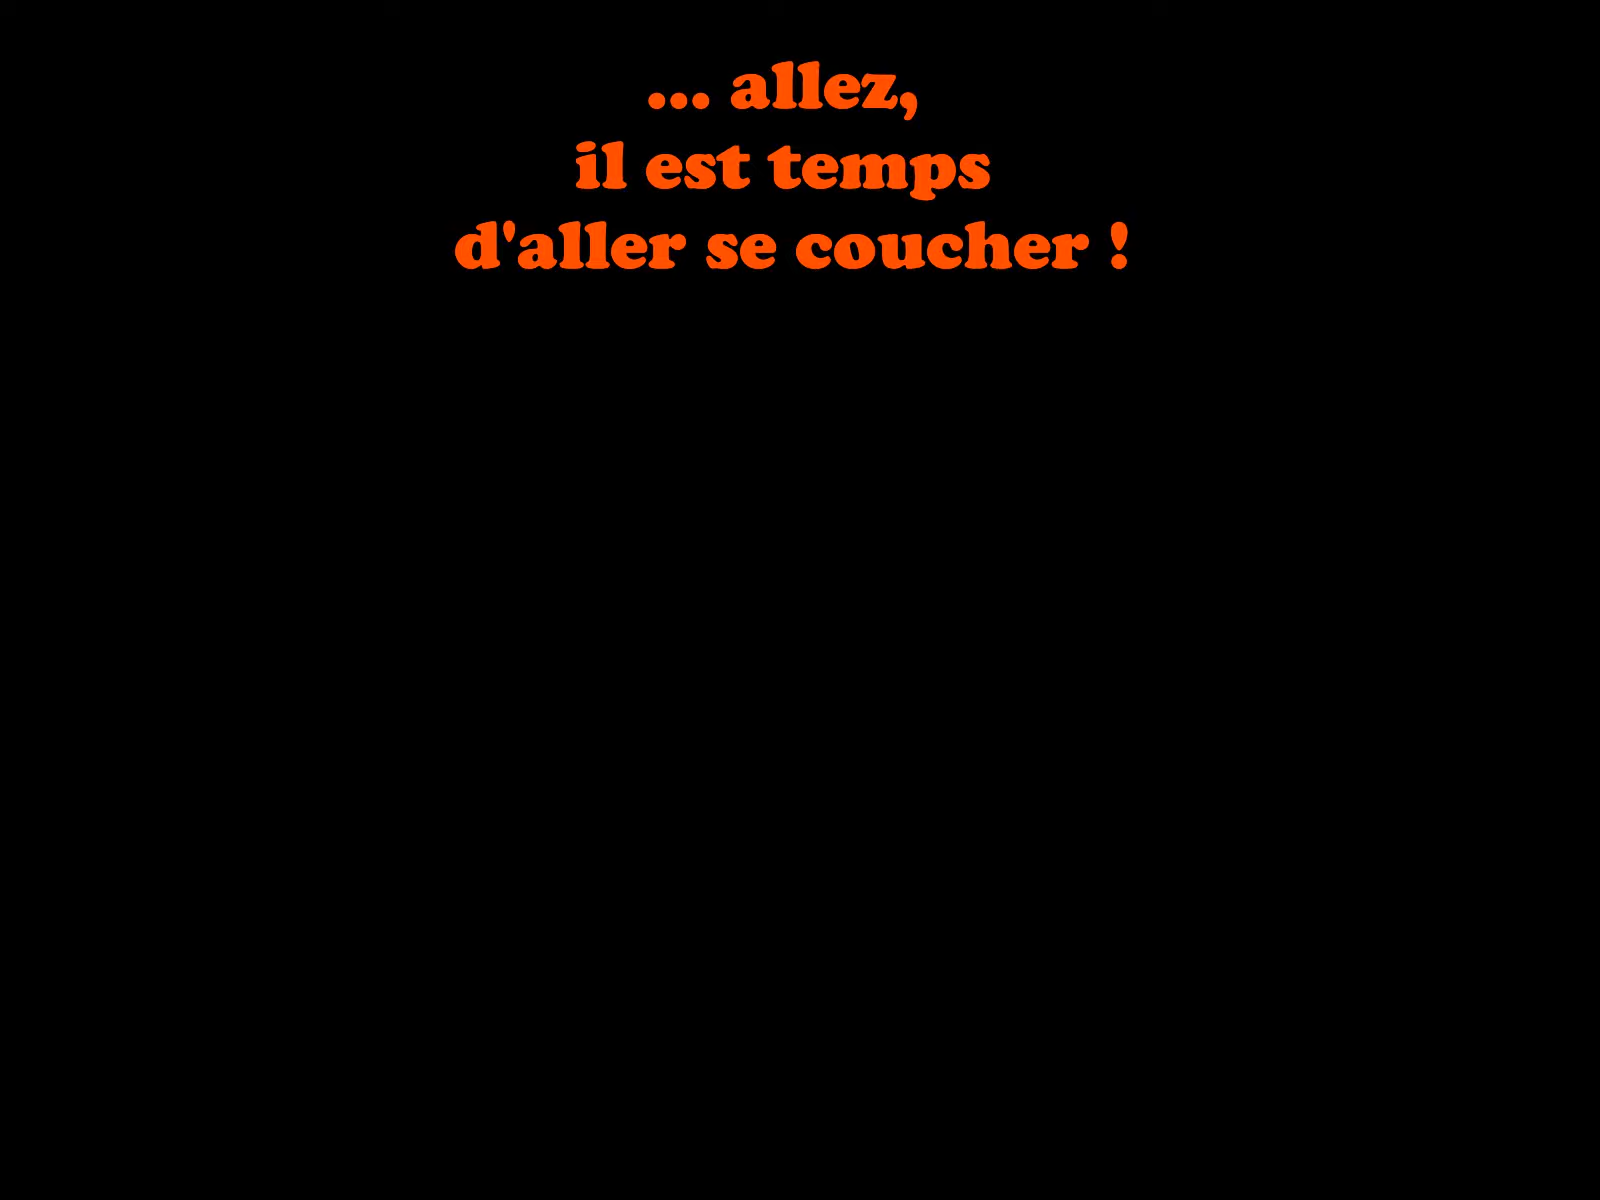 ... allez,
il est temps
d'aller se coucher !